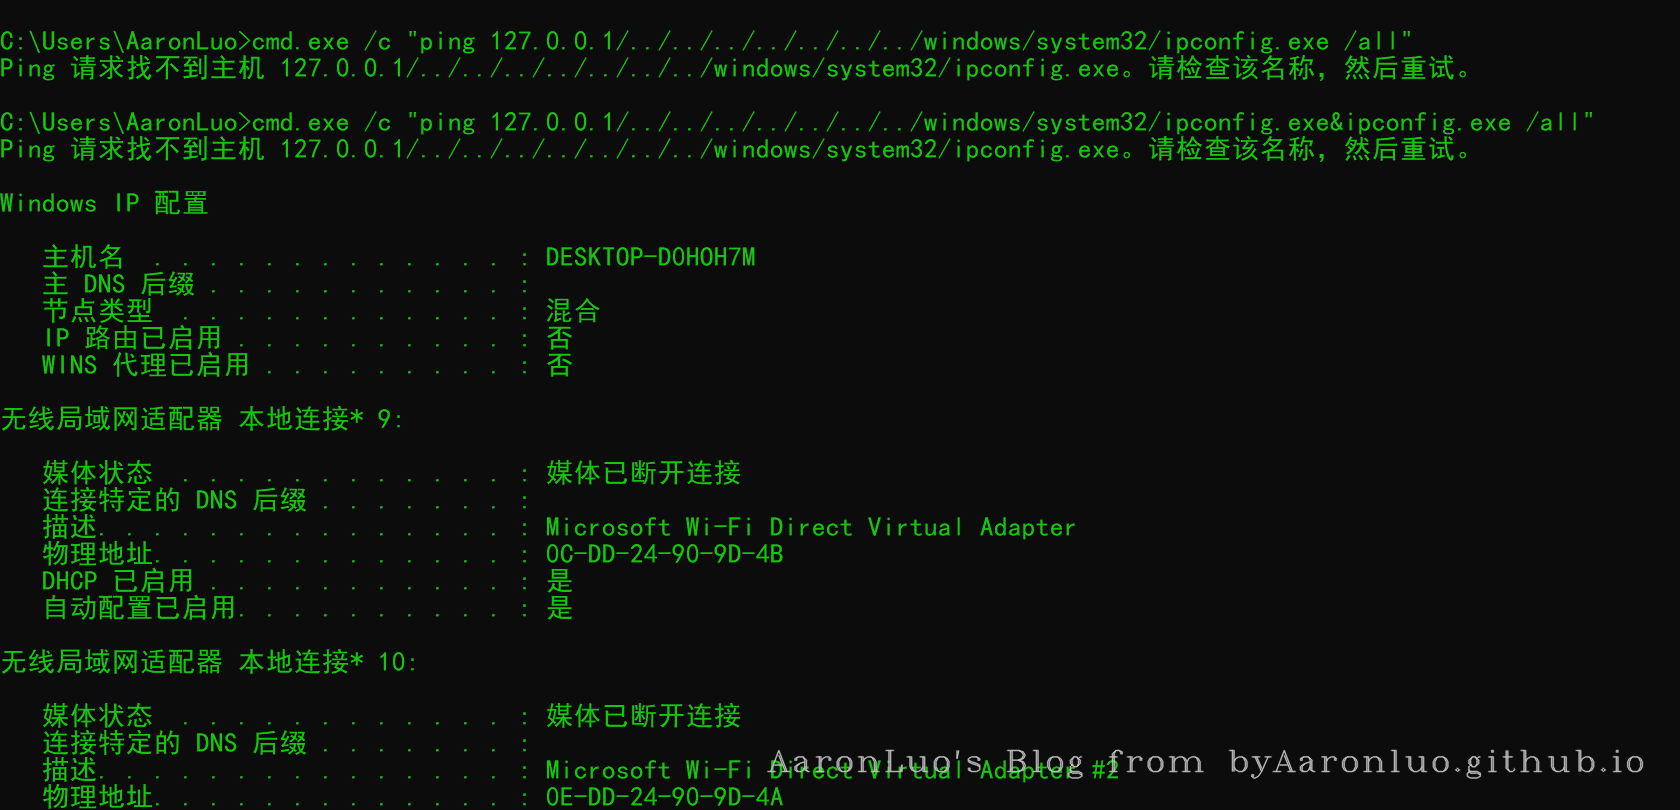 C:\Users\AaronLuo>cmd.exe /c "ping 127.0.0.1/../../../../../../../windows/system32/ipconfig.exe /all"
Ping 请求找不到主机 127.0.0.1/../../../../../../../windows/system32/ipconfig.exe。请检查该名称，然后重试。
C:\Users\AaronLuo>cmd.exe /c "ping 127.0.0.1/../../../../../../../windows/system32/ipconfig.exe&ipconfig.exe /all"
Ping 请求找不到主机 127.0.0.1/../../../../../../../windows/system32/ipconfig.exe。请检查该名称，然后重试。
Windows IP 配置
主机名 . . . . . . . . . . . . . : DESKTOP-D0HOH7M
主 DNS 后缀 . . . . . . . . . . . :
节点类型 . . . . . . . . . . . . : 混合
IP 路由已启用 . . . . . . . . . . : 否
WINS 代理已启用 . . . . . . . . . : 否
无线局域网适配器 本地连接* 9:
媒体状态 . . . . . . . . . . . . : 媒体已断开连接
连接特定的 DNS 后缀 . . . . . . . :
描述. . . . . . . . . . . . . . . : Microsoft Wi-Fi Direct Virtual Adapter
物理地址. . . . . . . . . . . . . : 0C-DD-24-90-9D-4B
DHCP 已启用 . . . . . . . . . . . : 是
自动配置已启用. . . . . . . . . . : 是
无线局域网适配器 本地连接* 10:
媒体状态 . . . . . . . . . . . . : 媒体已断开连接
连接特定的 DNS 后缀 . . . . . . . :
描述. . . . . . . . . . . . . . . : Microsoft Wi-Fi Direct Virtual Adapter #2
物理地址. . . . . . . . . . . . . : 0E-DD-24-90-9D-4A
AaronLuo's Blog from byAaronluo.github.io